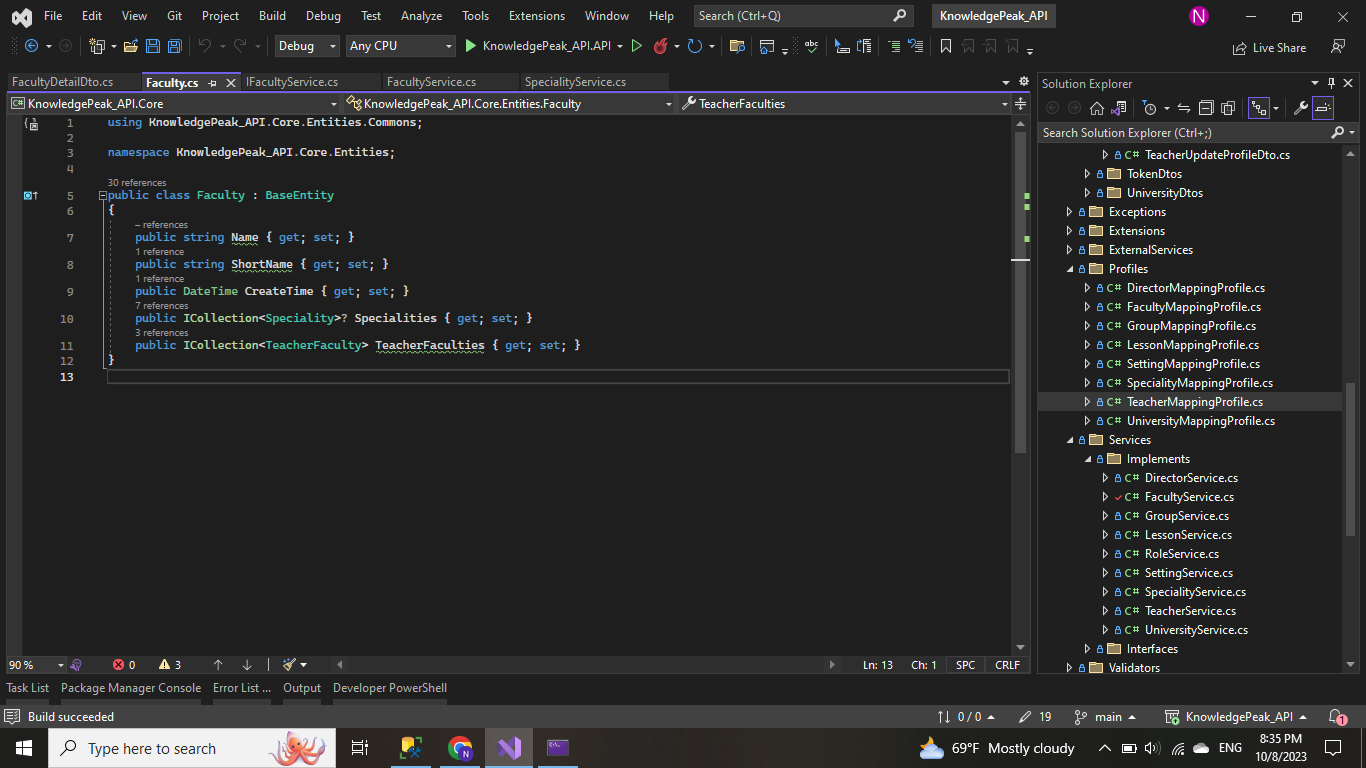 File Edit View Git Project Build Debug Test Analyze Tools Extensions Window Help Search (Ctrl+Q) KnowledgePeak_API N
Debug Any CPU KnowledgePeak_API.API abc Live Share
FacultyDetailDto.cs Faculty.cs IFacultyService.cs FacultyService.cs SpecialityService.cs
C# KnowledgePeak_API.Core KnowledgePeak_API.Core.Entities.Faculty TeacherFaculties
1 using KnowledgePeak_API.Core.Entities.Commons;
2
3 namespace KnowledgePeak_API.Core.Entities;
4
30 references
5 public class Faculty : BaseEntity
6 {
– references
7 public string Name { get; set; }
1 reference
8 public string ShortName { get; set; }
1 reference
9 public DateTime CreateTime { get; set; }
7 references
10 public ICollection<Speciality>? Specialities { get; set; }
3 references
11 public ICollection<TeacherFaculty> TeacherFaculties { get; set; }
12 }
13
90 % 0 3 Ln: 13 Ch: 1 SPC CRLF
Solution Explorer
Search Solution Explorer (Ctrl+;)
C# TeacherUpdateProfileDto.cs
TokenDtos
UniversityDtos
Exceptions
Extensions
ExternalServices
Profiles
C# DirectorMappingProfile.cs
C# FacultyMappingProfile.cs
C# GroupMappingProfile.cs
C# LessonMappingProfile.cs
C# SettingMappingProfile.cs
C# SpecialityMappingProfile.cs
C# TeacherMappingProfile.cs
C# UniversityMappingProfile.cs
Services
Implements
C# DirectorService.cs
C# FacultyService.cs
C# GroupService.cs
C# LessonService.cs
C# RoleService.cs
C# SettingService.cs
C# SpecialityService.cs
C# TeacherService.cs
C# UniversityService.cs
Interfaces
Validators
Task List Package Manager Console Error List ... Output Developer PowerShell
Build succeeded 0 / 0 19 main KnowledgePeak_API 1
Type here to search N 69°F Mostly cloudy ENG 8:35 PM
10/8/2023